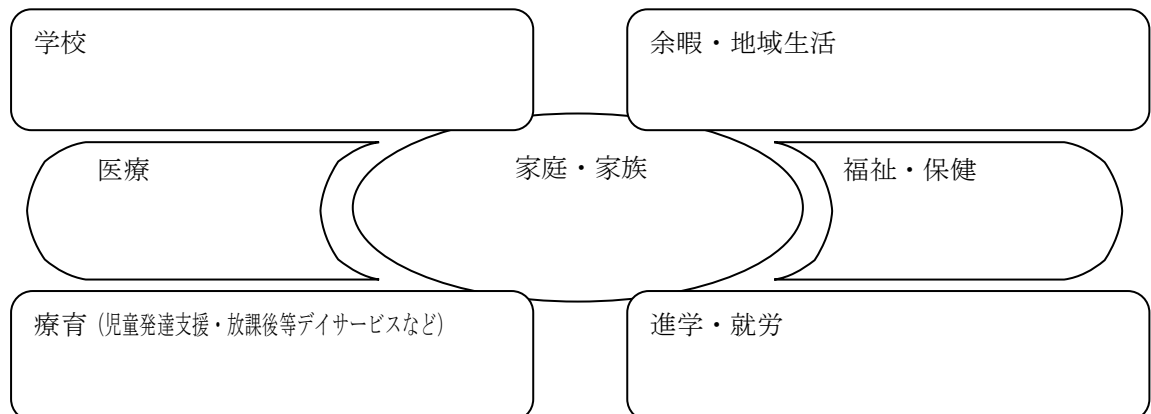 学校
余暇・地域生活
医療
家庭・家族
福祉・保健
療育（児童発達支援・放課後等デイサービスなど）
進学・就労